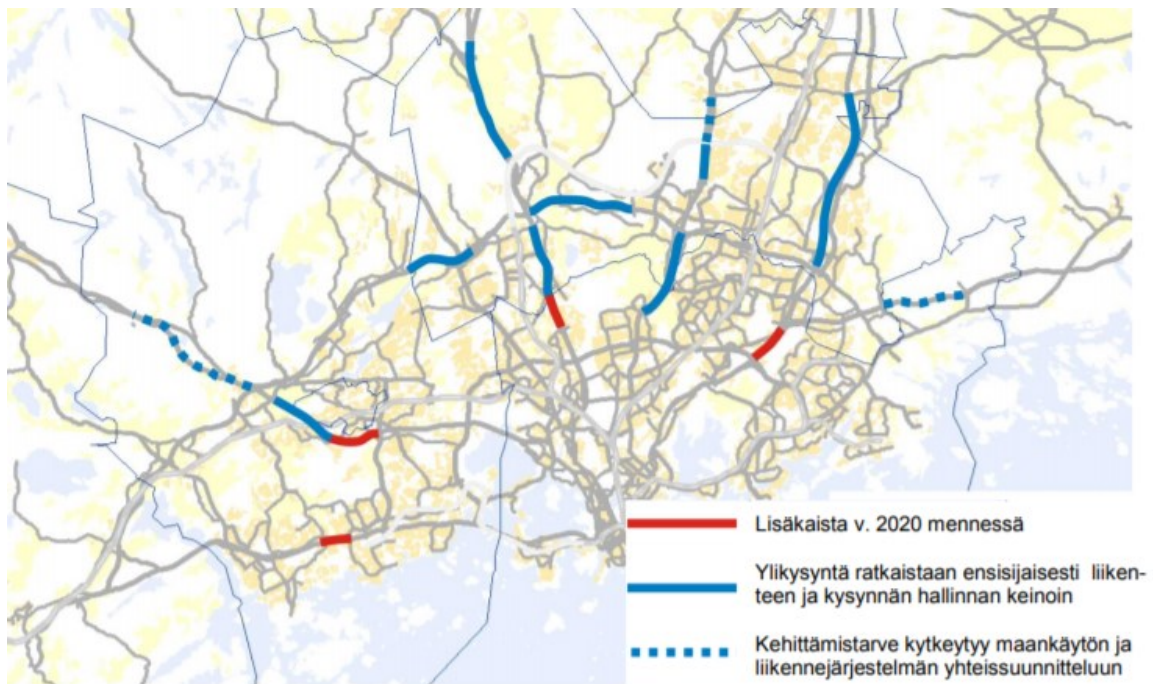 Lisäkaista v. 2020 mennessä
Ylikysyntä ratkaistaan ensisijaisesti liiken-
teen ja kysynnän hallinnan keinoin
Kehittämistarve kytkeytyy maankäytön ja
liikennejärjestelmän yhteissuunnitteluun